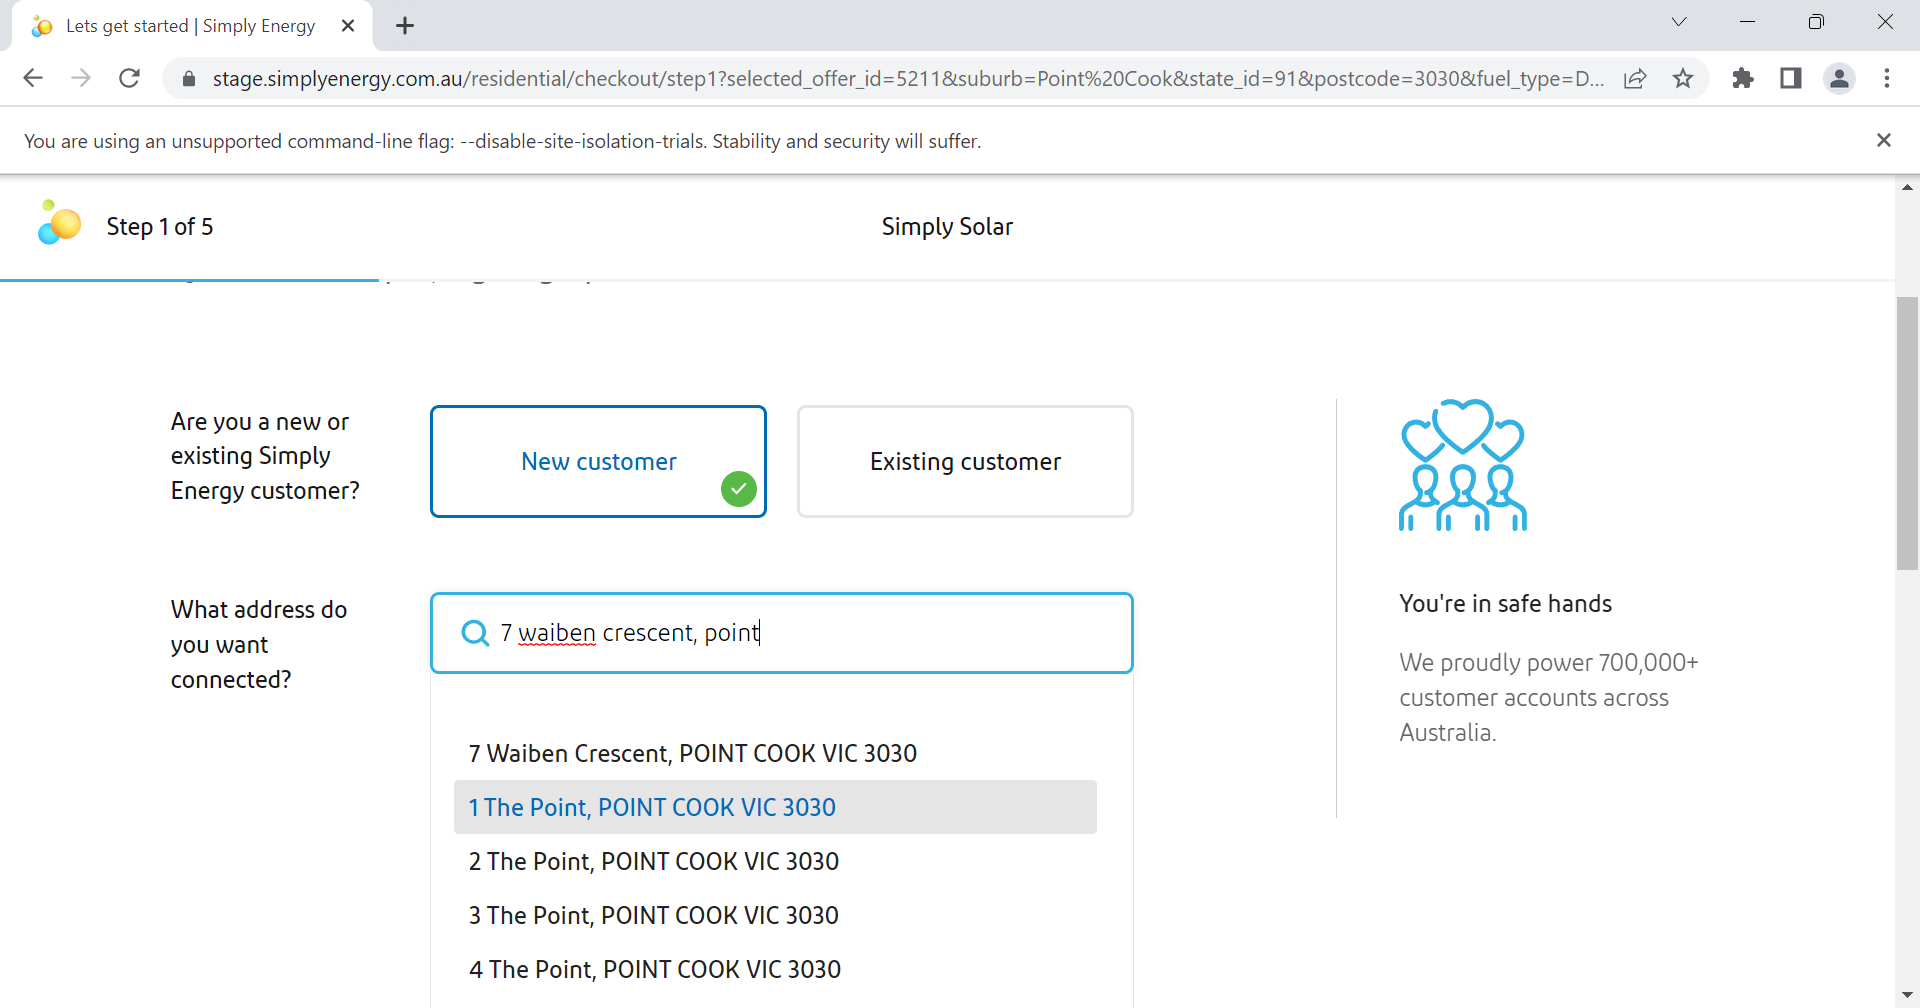 Lets get started | Simply Energy
stage.simplyenergy.com.au/residential/checkout/step1?selected_offer_id=5211&suburb=Point%20Cook&state_id=91&postcode=3030&fuel_type=D...
You are using an unsupported command-line flag: --disable-site-isolation-trials. Stability and security will suffer.
Step 1 of 5
Simply Solar
Are you a new or
existing Simply
Energy customer?
New customer
Existing customer
What address do
you want
connected?
7 waiben crescent, point
7 Waiben Crescent, POINT COOK VIC 3030
1 The Point, POINT COOK VIC 3030
2 The Point, POINT COOK VIC 3030
3 The Point, POINT COOK VIC 3030
4 The Point, POINT COOK VIC 3030
You're in safe hands
We proudly power 700,000+
customer accounts across
Australia.